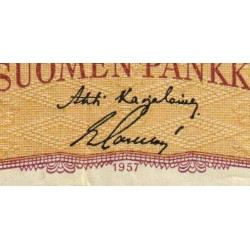 SUOMEN PANKK
Ahti Karjalainen
1957